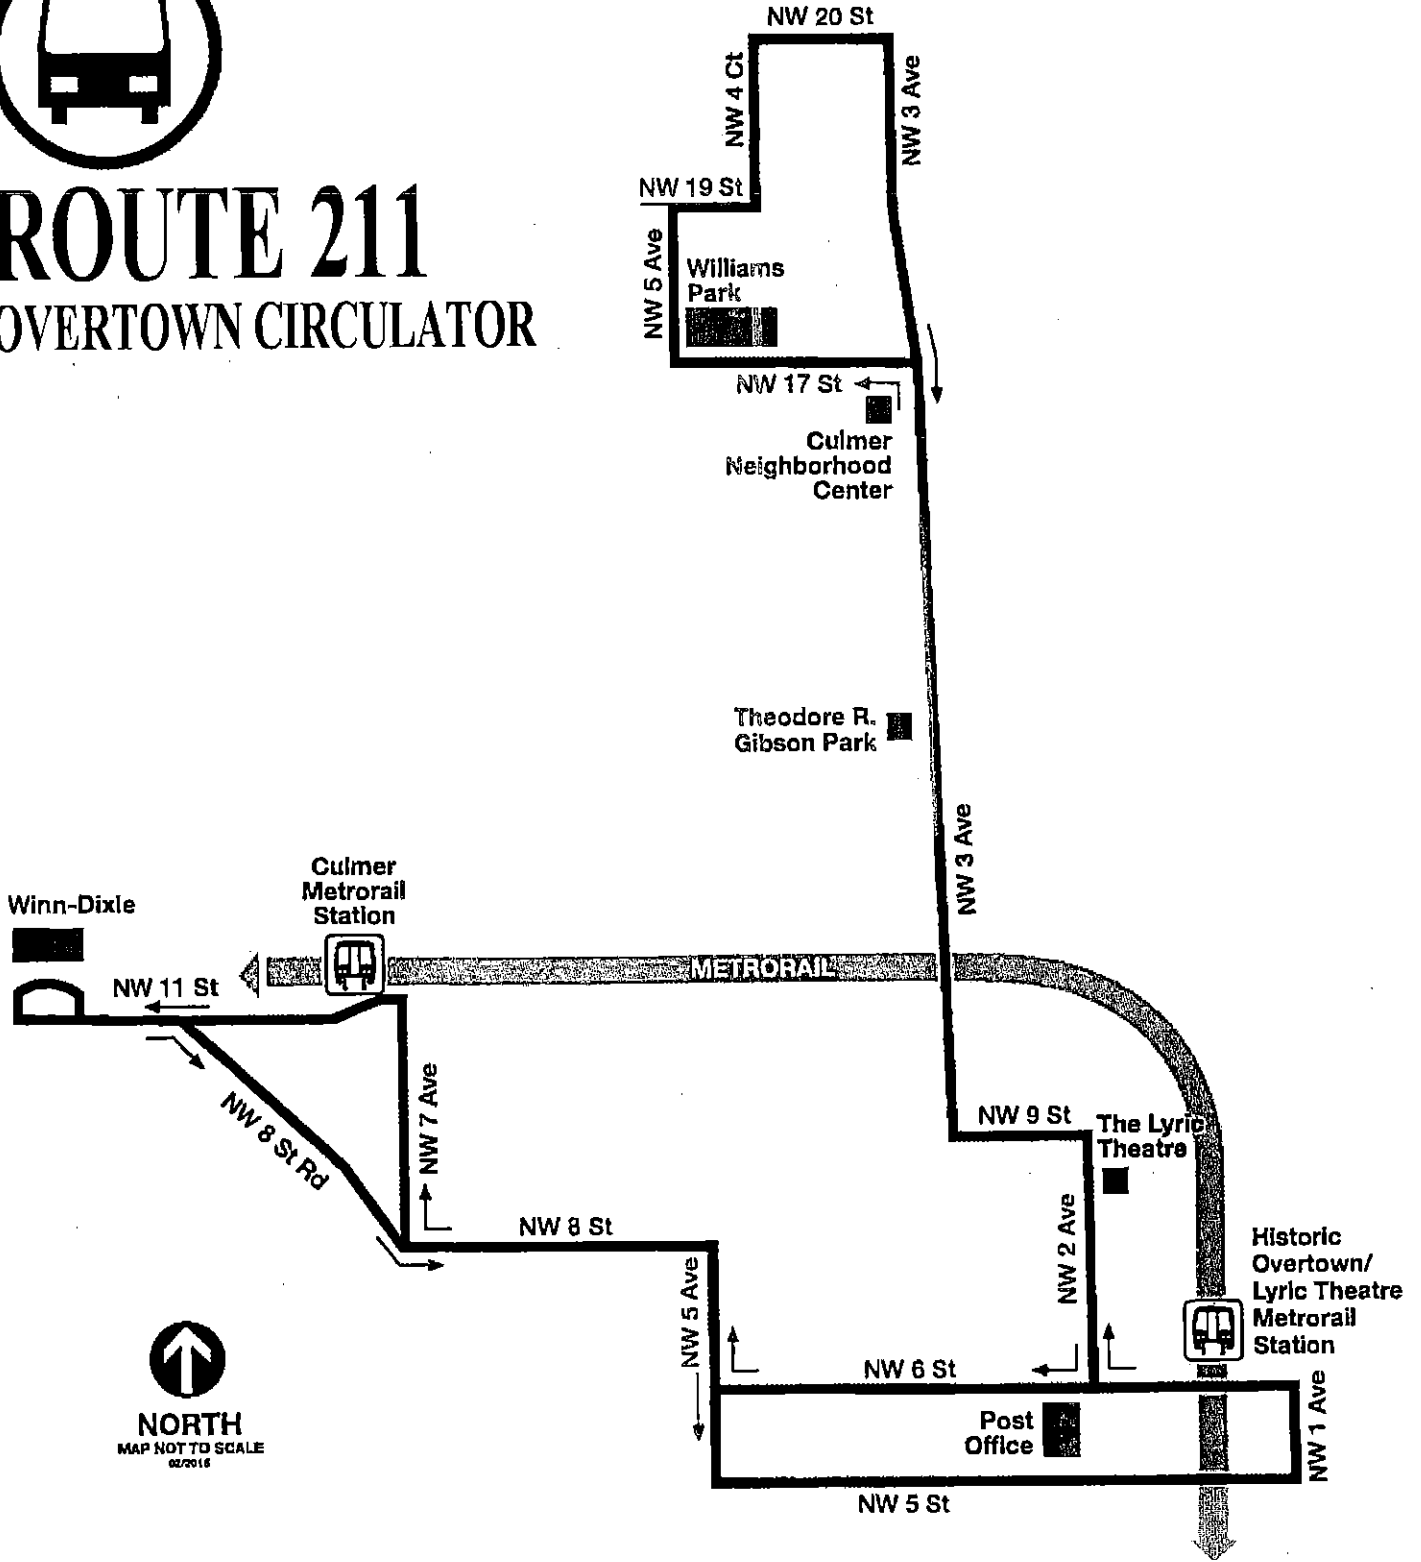 NW 20 St
NW 4 Ct
NW 3 Ave
ROUTE 211
OVERTOWN CIRCULATOR
NW 19 St
NW 5 Ave
Williams
Park
NW 17 St
Culmer
Neighborhood
Center
Theodore R.
Gibson Park
NW 3 Ave
Winn-Dixie
Culmer
Metrorail
Station
METRORAIL
NW 11 St
NW 8 St Rd
NW 7 Ave
NW 9 St
The Lyric
Theatre
NW 8 St
NW 5 Ave
NW 2 Ave
Historic
Overtown/
Lyric Theatre
Metrorail
Station
NW 6 St
Post
Office
NW 1 Ave
NW 5 St
NORTH
MAP NOT TO SCALE